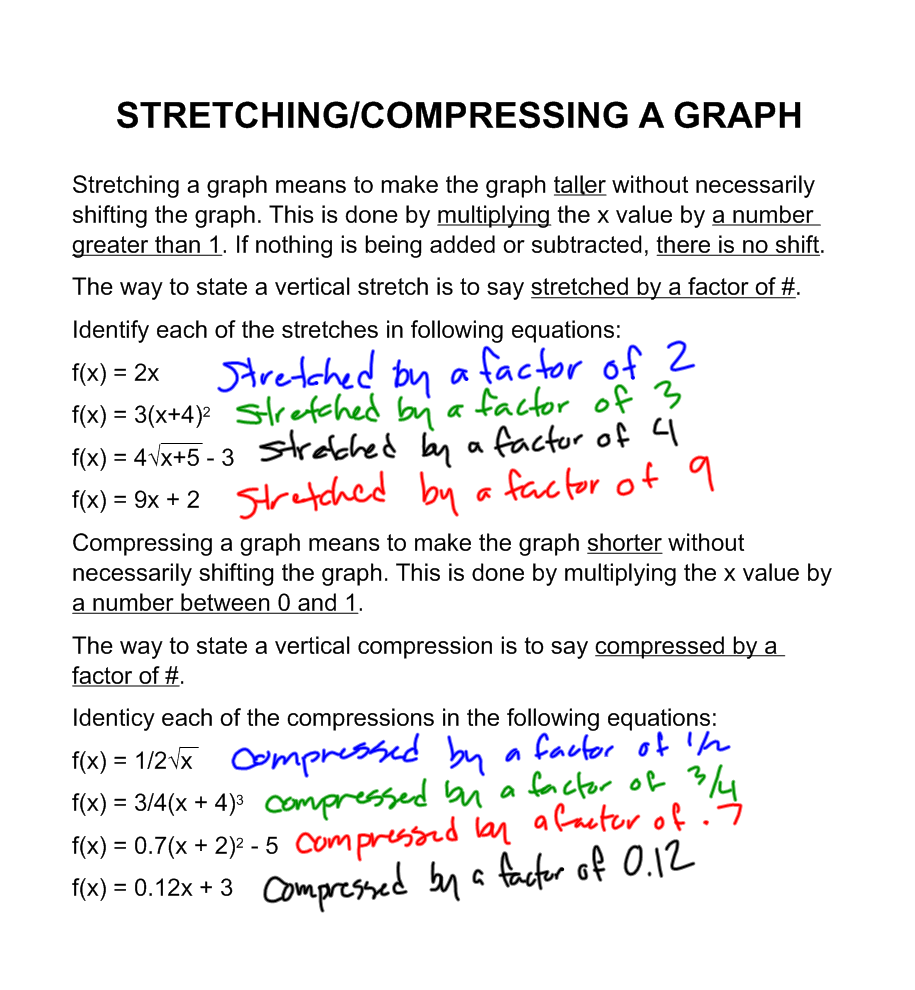 STRETCHING/COMPRESSING A GRAPH
Stretching a graph means to make the graph taller without necessarily
shifting the graph. This is done by multiplying the x value by a number
greater than 1. If nothing is being added or subtracted, there is no shift.
The way to state a vertical stretch is to say stretched by a factor of #.
Identify each of the stretches in following equations:
f(x) = 2x Stretched by a factor of 2
f(x) = 3(x+4)² Stretched by a factor of 3
f(x) = 4√x+5 - 3 Stretched by a factor of 4
f(x) = 9x + 2 Stretched by a factor of 9
Compressing a graph means to make the graph shorter without
necessarily shifting the graph. This is done by multiplying the x value by
a number between 0 and 1.
The way to state a vertical compression is to say compressed by a
factor of #.
Identicy each of the compressions in the following equations:
f(x) = 1/2√x Compressed by a factor of 1/2
f(x) = 3/4(x + 4)³ compressed by a factor of 3/4
f(x) = 0.7(x + 2)² - 5 Compressed by a factor of .7
f(x) = 0.12x + 3 Compressed by a factor of 0.12